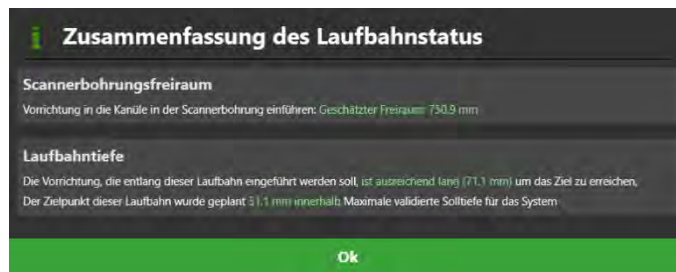 Zusammenfassung des Laufbahnstatus
Scannerbohrungsfreiraum
Vorrichtung in die Kanüle in der Scannerbohrung einführen: Geschätzter Freiraum: 750.9 mm
Laufbahntiefe
Die Vorrichtung, die entlang dieser Laufbahn eingeführt werden soll, ist ausreichend lang (71.1 mm) um das Ziel zu erreichen,
Der Zielpunkt dieser Laufbahn wurde geplant 51.1 mm innerhalb Maximale validierte Solltiefe für das System
Ok